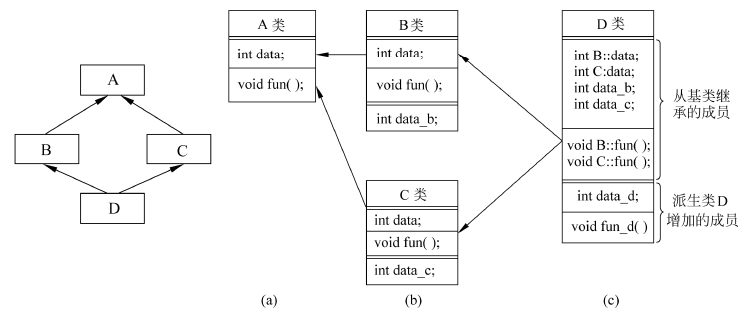 A
B
C
D
A 类
int data;
void fun( );
B 类
int data;
void fun( );
int data_b;
C 类
int data;
void fun( );
int data_c;
D 类
int B::data;
int C:data;
int data_b;
int data_c;
void B::fun( );
void C::fun( );
int data_d;
void fun_d( )
从基类继
承的成员
派生类D
增加的成员
(a)
(b)
(c)